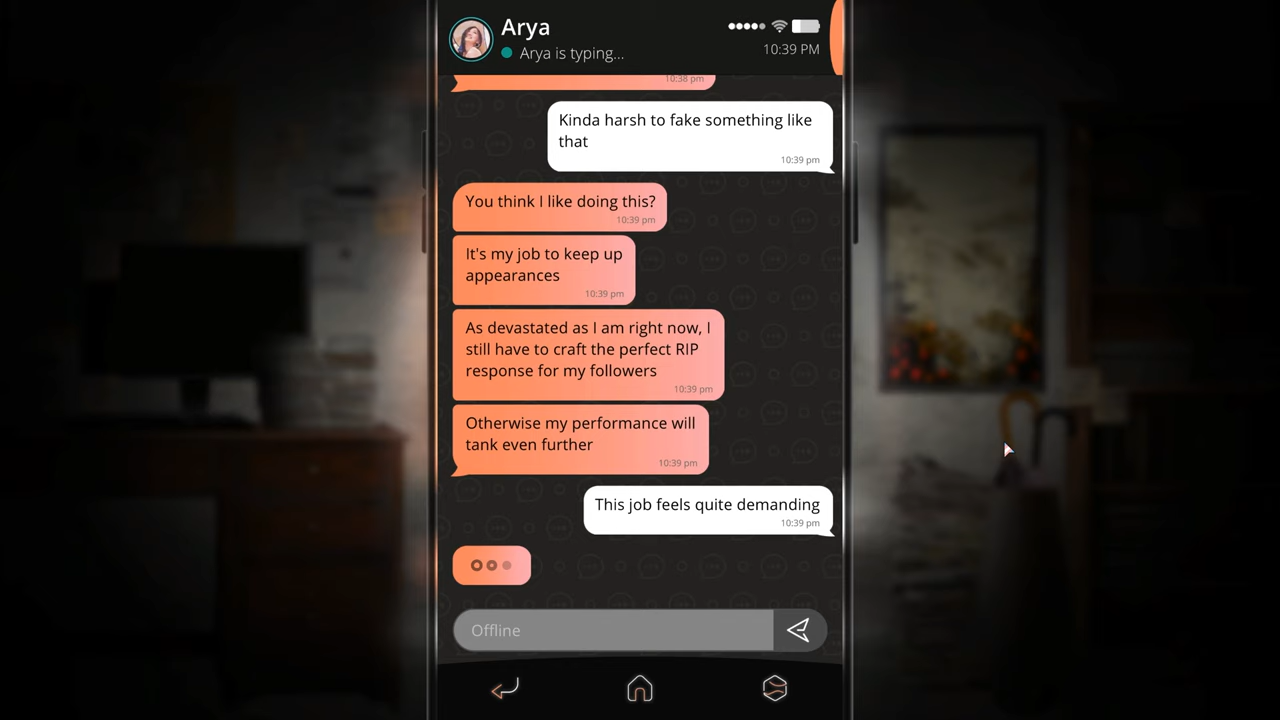 Arya
Arya is typing...
10:39 PM
10:38 pm
Kinda harsh to fake something like
that
10:39 pm
You think I like doing this?
10:39 pm
It's my job to keep up
appearances
10:39 pm
As devastated as I am right now, I
still have to craft the perfect RIP
response for my followers
10:39 pm
Otherwise my performance will
tank even further
10:39 pm
This job feels quite demanding
10:39 pm
Offline